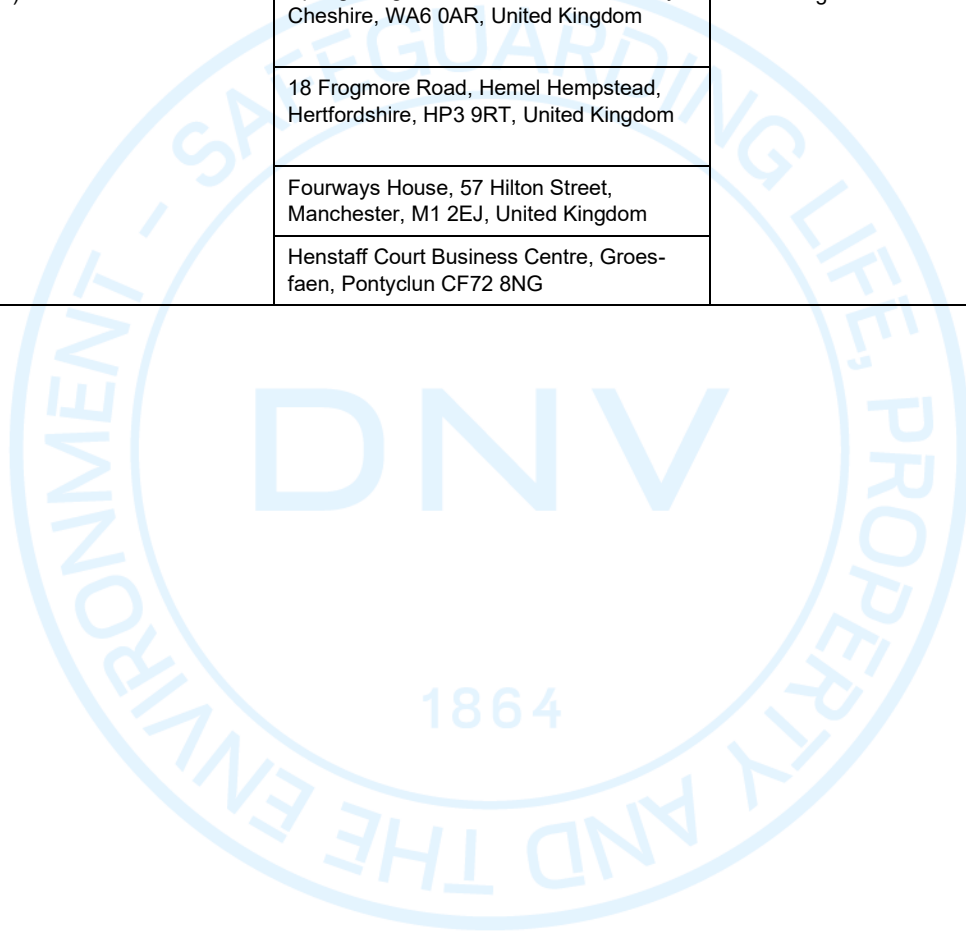 Cheshire, WA6 0AR, United Kingdom
18 Frogmore Road, Hemel Hempstead,
Hertfordshire, HP3 9RT, United Kingdom
Fourways House, 57 Hilton Street,
Manchester, M1 2EJ, United Kingdom
Henstaff Court Business Centre, Groes-
faen, Pontyclun CF72 8NG
SAFEGUARDING LIFE, PROPERTY AND THE ENVIRONMENT -
DNV
1864